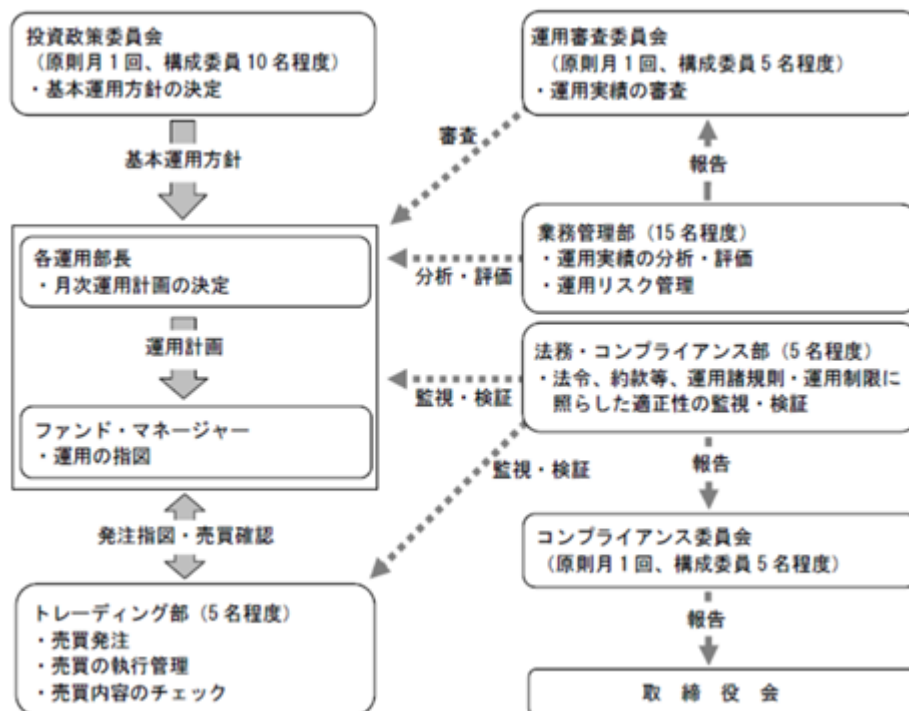 投資政策委員会
（原則月１回、構成委員10名程度）
・基本運用方針の決定
基本運用方針
各運用部長
・月次運用計画の決定
運用計画
ファンド・マネージャー
・運用の指図
発注指図・売買確認
トレーディング部（５名程度）
・売買発注
・売買の執行管理
・売買内容のチェック
運用審査委員会
（原則月１回、構成委員５名程度）
・運用実績の審査
審査
報告
業務管理部（15名程度）
・運用実績の分析・評価
・運用リスク管理
分析・評価
法務・コンプライアンス部（５名程度）
・法令、約款等、運用諸規則・運用制限に
照らした適正性の監視・検証
監視・検証
監視・検証
報告
コンプライアンス委員会
（原則月１回、構成委員５名程度）
報告
取　締　役　会